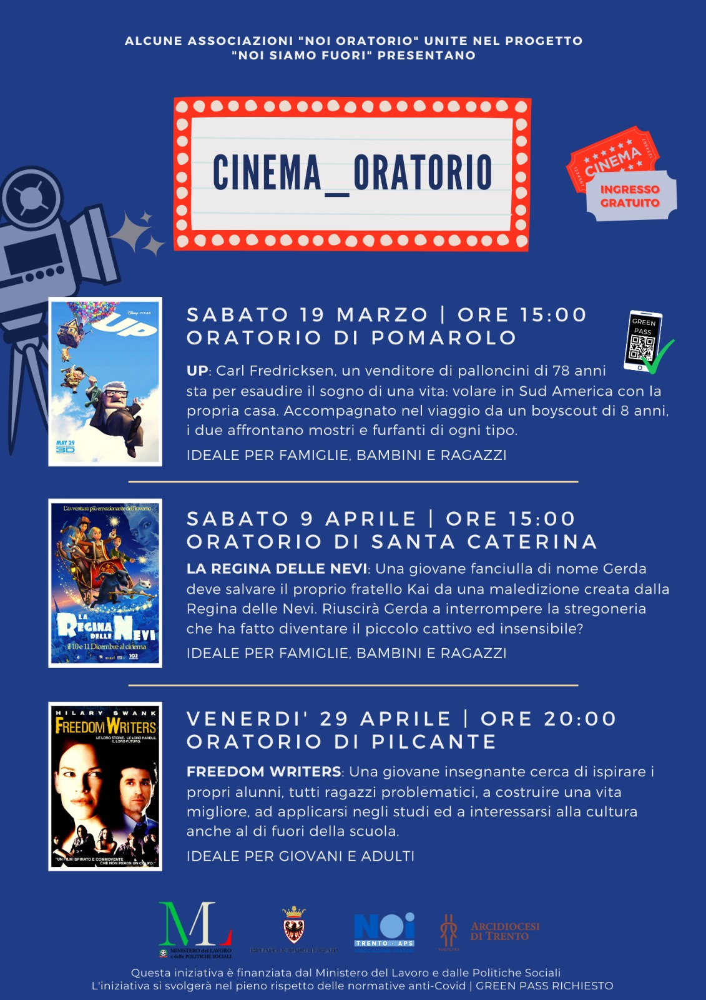 ALCUNE ASSOCIAZIONI "NOI ORATORIO" UNITE NEL PROGETTO
"NOI SIAMO FUORI" PRESENTANO
CINEMA_ORATORIO
CINEMA
1234567
1234567
INGRESSO
GRATUITO
Disney · PIXAR
UP
MAY 29
3D
SABATO 19 MARZO | ORE 15:00
ORATORIO DI POMAROLO
GREEN
PASS
UP: Carl Fredricksen, un venditore di palloncini di 78 anni
sta per esaudire il sogno di una vita: volare in Sud America con la
propria casa. Accompagnato nel viaggio da un boyscout di 8 anni,
i due affrontano mostri e furfanti di ogni tipo.
IDEALE PER FAMIGLIE, BAMBINI E RAGAZZI
L'avventura più emozionante dell'inverno
LA
REGINA
DELLE NEVI
il 10 e 11 Dicembre al cinema
102
SABATO 9 APRILE | ORE 15:00
ORATORIO DI SANTA CATERINA
LA REGINA DELLE NEVI: Una giovane fanciulla di nome Gerda
deve salvare il proprio fratello Kai da una maledizione creata dalla
Regina delle Nevi. Riuscirà Gerda a interrompere la stregoneria
che ha fatto diventare il piccolo cattivo ed insensibile?
IDEALE PER FAMIGLIE, BAMBINI E RAGAZZI
HILARY SWANK
FREEDOM WRITERS
LE LORO STORIE. LE LORO PAROLE.
IL LORO FUTURO.
"UN FILM ISPIRATO E COMMOVENTE
CHE NON PERDE UN COLPO."
VENERDI' 29 APRILE | ORE 20:00
ORATORIO DI PILCANTE
FREEDOM WRITERS: Una giovane insegnante cerca di ispirare i
propri alunni, tutti ragazzi problematici, a costruire una vita
migliore, ad applicarsi negli studi ed a interessarsi alla cultura
anche al di fuori della scuola.
IDEALE PER GIOVANI E ADULTI
ML
MINISTERO del LAVORO
e delle POLITICHE SOCIALI
PROVINCIA AUTONOMA DI TRENTO
NOi
TRENTO · APS
ASSOCIAZIONE ORATORI
VIGILIVS
ARCIDIOCESI
DI TRENTO
Questa iniziativa è finanziata dal Ministero del Lavoro e dalle Politiche Sociali
L'iniziativa si svolgerà nel pieno rispetto delle normative anti-Covid | GREEN PASS RICHIESTO